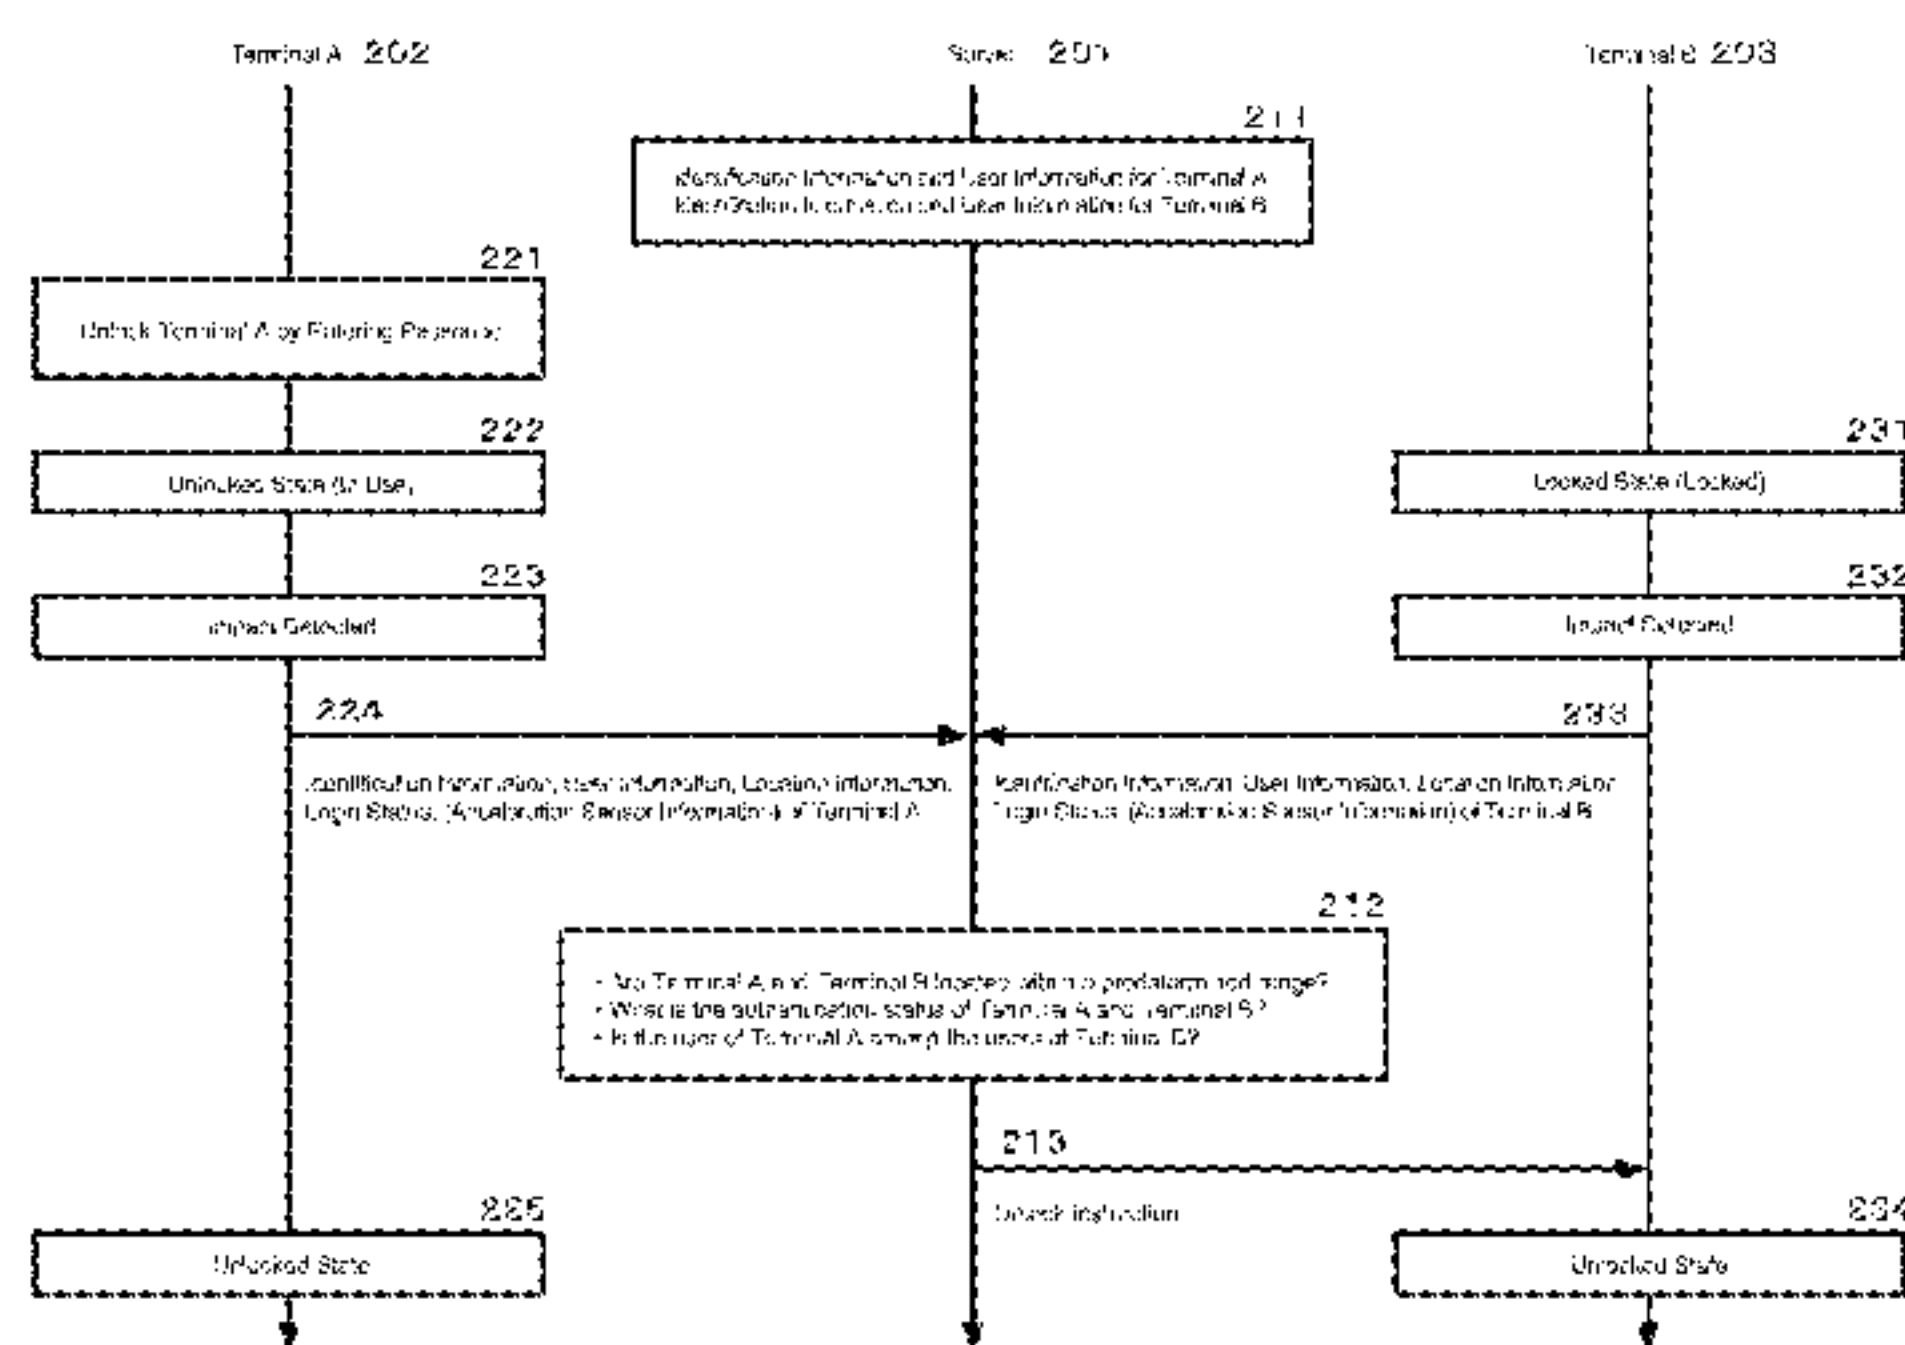 Terminal A 202
Server 201
Terminal B 203
211
Identification Information and User Information for Terminal A
Identification Information and User Information for Terminal B
221
Unlock Terminal A by Entering Password
222
Unlocked State (In Use)
231
Locked State (Locked)
223
Impact Detected
232
Impact Detected
224
233
Identification Information, User Information, Location Information,
Login Status, (Acceleration Sensor Information) of Terminal A
Identification Information, User Information, Location Information
Login Status, (Acceleration Sensor Information) of Terminal B
212
• Are Terminal A and Terminal B located within a predetermined range?
• What is the authentication status of Terminal A and Terminal B?
• Is the user of Terminal A among the users of Terminal B?
213
Unlock instruction
225
Unlocked State
234
Unlocked State